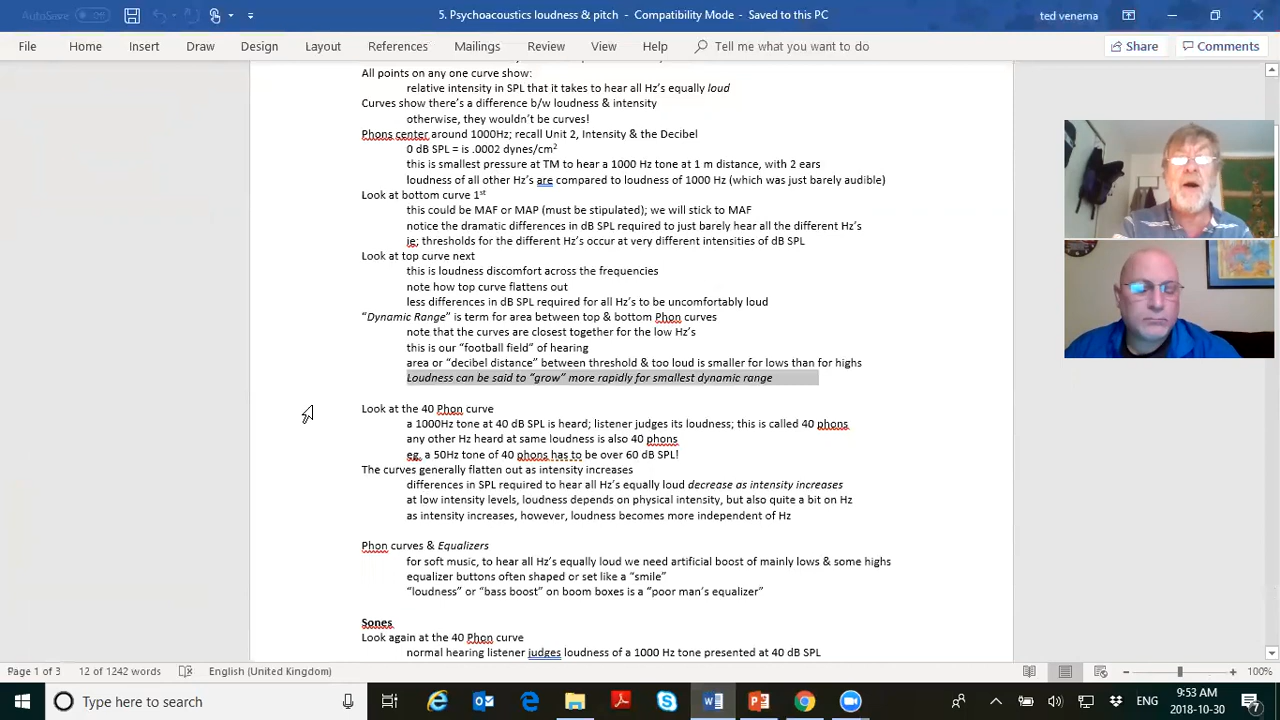 AutoSave
5. Psychoacoustics loudness & pitch - Compatibility Mode - Saved to this PC
ted venema
File Home Insert Draw Design Layout References Mailings Review View Help Tell me what you want to do Share Comments
All points on any one curve show:
relative intensity in SPL that it takes to hear all Hz's equally loud
Curves show there's a difference b/w loudness & intensity
otherwise, they wouldn't be curves!
Phons center around 1000Hz; recall Unit 2, Intensity & the Decibel
0 dB SPL = is .0002 dynes/cm²
this is smallest pressure at TM to hear a 1000 Hz tone at 1 m distance, with 2 ears
loudness of all other Hz's are compared to loudness of 1000 Hz (which was just barely audible)
Look at bottom curve 1st
this could be MAF or MAP (must be stipulated); we will stick to MAF
notice the dramatic differences in dB SPL required to just barely hear all the different Hz's
ie; thresholds for the different Hz's occur at very different intensities of dB SPL
Look at top curve next
this is loudness discomfort across the frequencies
note how top curve flattens out
less differences in dB SPL required for all Hz's to be uncomfortably loud
“Dynamic Range” is term for area between top & bottom Phon curves
note that the curves are closest together for the low Hz's
this is our “football field” of hearing
area or “decibel distance” between threshold & too loud is smaller for lows than for highs
Loudness can be said to “grow” more rapidly for smallest dynamic range
Look at the 40 Phon curve
a 1000Hz tone at 40 dB SPL is heard; listener judges its loudness; this is called 40 phons
any other Hz heard at same loudness is also 40 phons
eg. a 50Hz tone of 40 phons has to be over 60 dB SPL!
The curves generally flatten out as intensity increases
differences in SPL required to hear all Hz's equally loud decrease as intensity increases
at low intensity levels, loudness depends on physical intensity, but also quite a bit on Hz
as intensity increases, however, loudness becomes more independent of Hz
Phon curves & Equalizers
for soft music, to hear all Hz's equally loud we need artificial boost of mainly lows & some highs
equalizer buttons often shaped or set like a “smile”
“loudness” or “bass boost” on boom boxes is a “poor man's equalizer”
Sones
Look again at the 40 Phon curve
normal hearing listener judges loudness of a 1000 Hz tone presented at 40 dB SPL
Page 1 of 3 12 of 1242 words English (United Kingdom) 100%
Type here to search
ENG
9:53 AM
2018-10-30
7